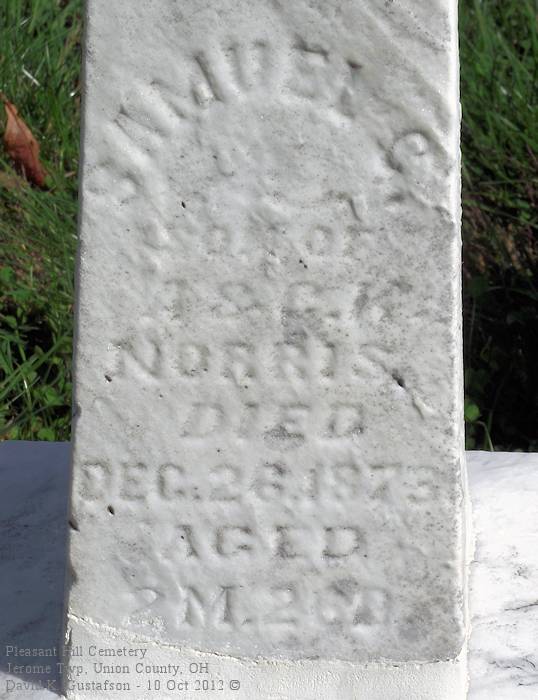 SAMUEL C.
SON OF
J. & C. K.
NORRIS
DIED
DEC. 26. 1873
AGED
2 M. 26 D
Pleasant Hill Cemetery
Jerome Twp, Union County, OH
David K. Gustafson - 10 Oct 2012 ©